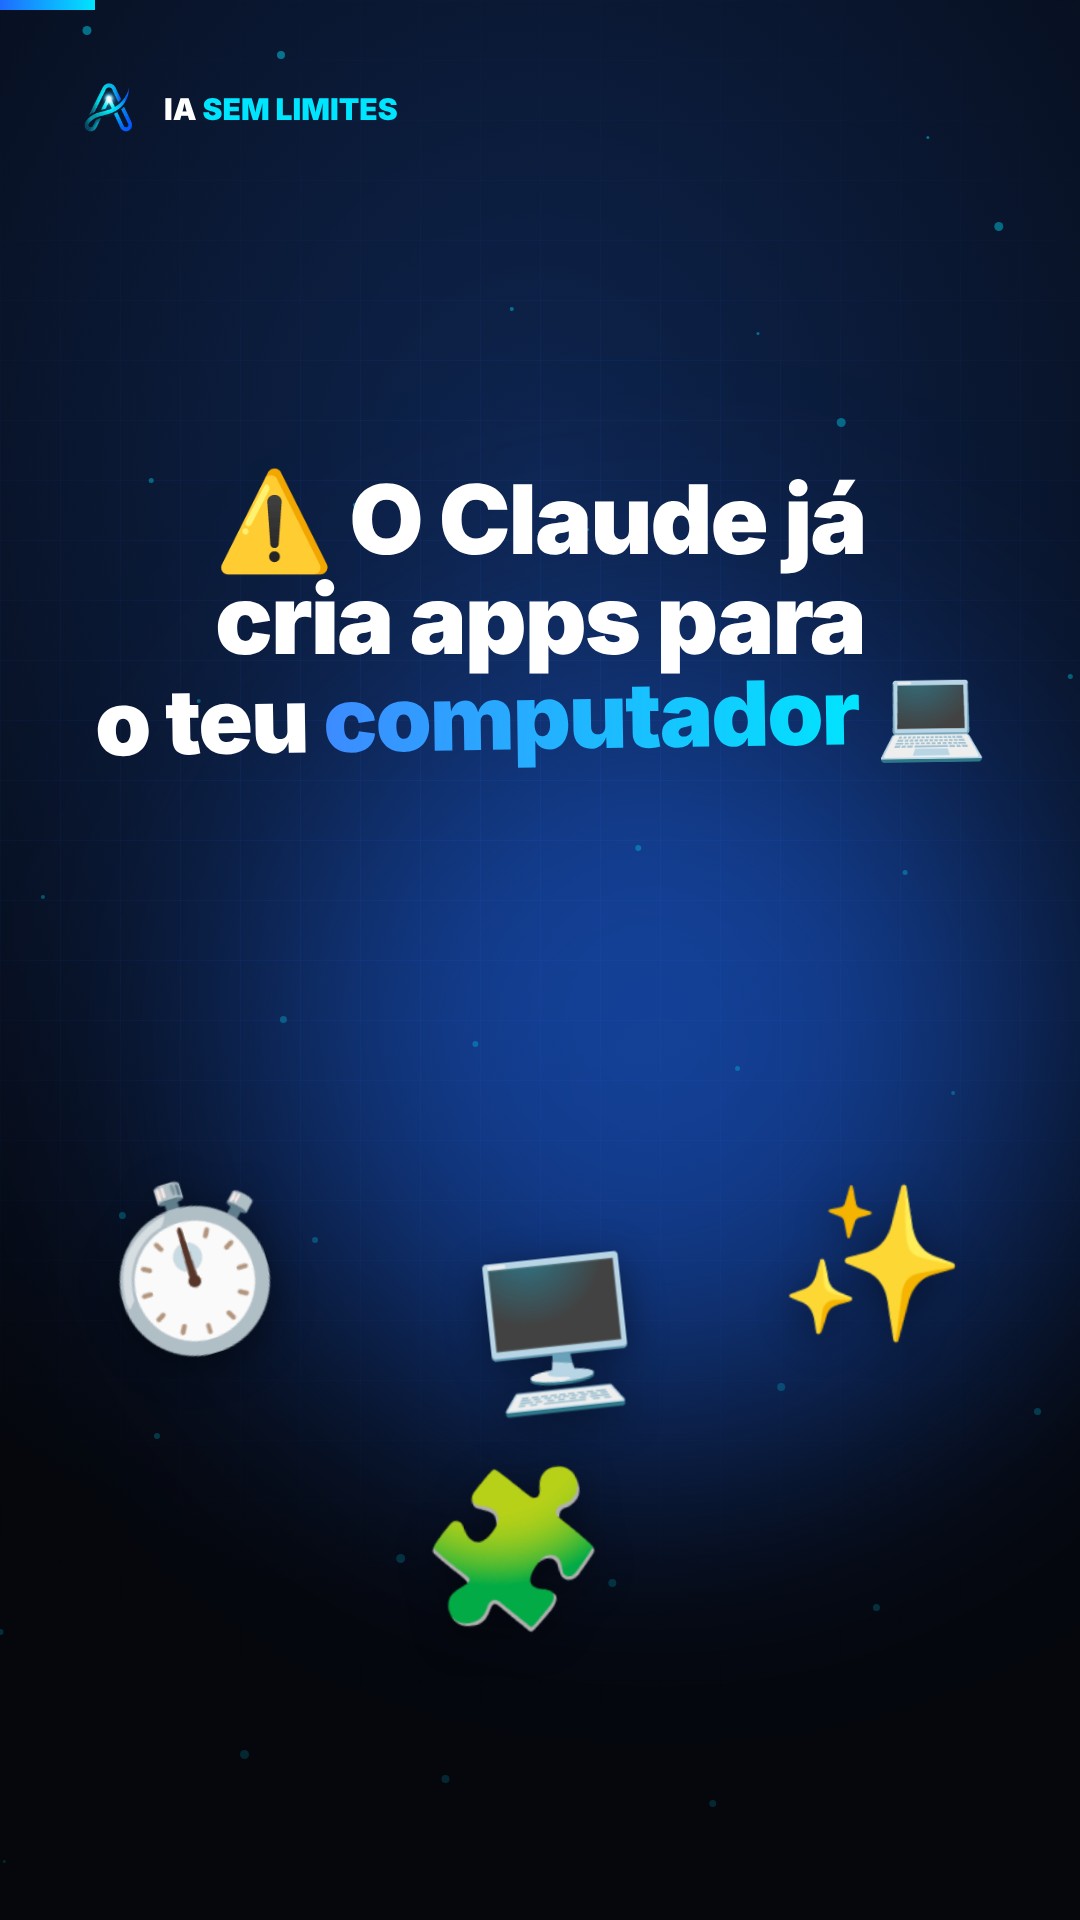 IA SEM LIMITES
⚠️ O Claude já
cria apps para
o teu computador 💻